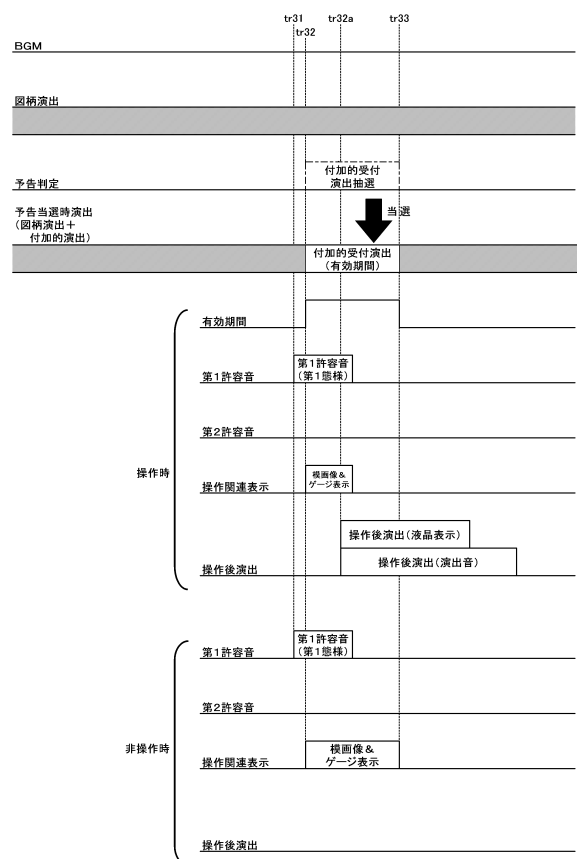 tr31
tr32a
tr33
tr32
BGM
図柄演出
付加的受付
演出抽選
予告判定
予告当選時演出
(図柄演出+
付加的演出)
当選
付加的受付演出
(有効期間)
操作時
有効期間
第1許容音
(第1態様)
第1許容音
第2許容音
模画像&
ゲージ表示
操作関連表示
操作後演出(液晶表示)
操作後演出(演出音)
操作後演出
非操作時
第1許容音
(第1態様)
第1許容音
第2許容音
模画像&
ゲージ表示
操作関連表示
操作後演出